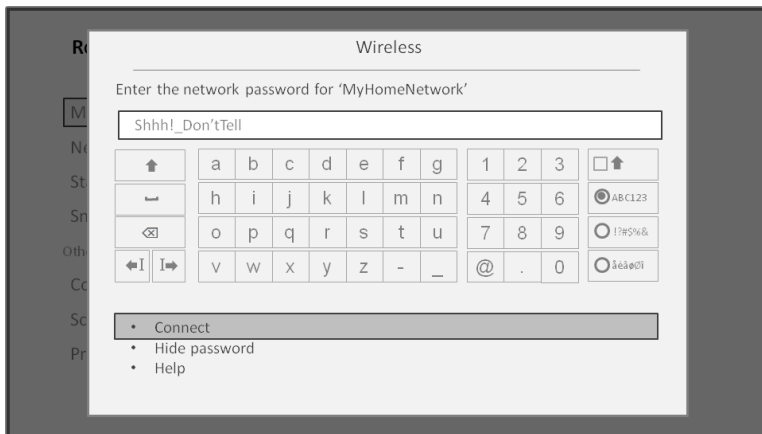 Wireless
Enter the network password for ‘MyHomeNetwork’
Shhh!_Don’tTell
a b c d e f g 1 2 3
h i j k l m n 4 5 6 ABC123
o p q r s t u 7 8 9 !?#$%&
v w x y z - _ @ . 0
• Connect
• Hide password
• Help